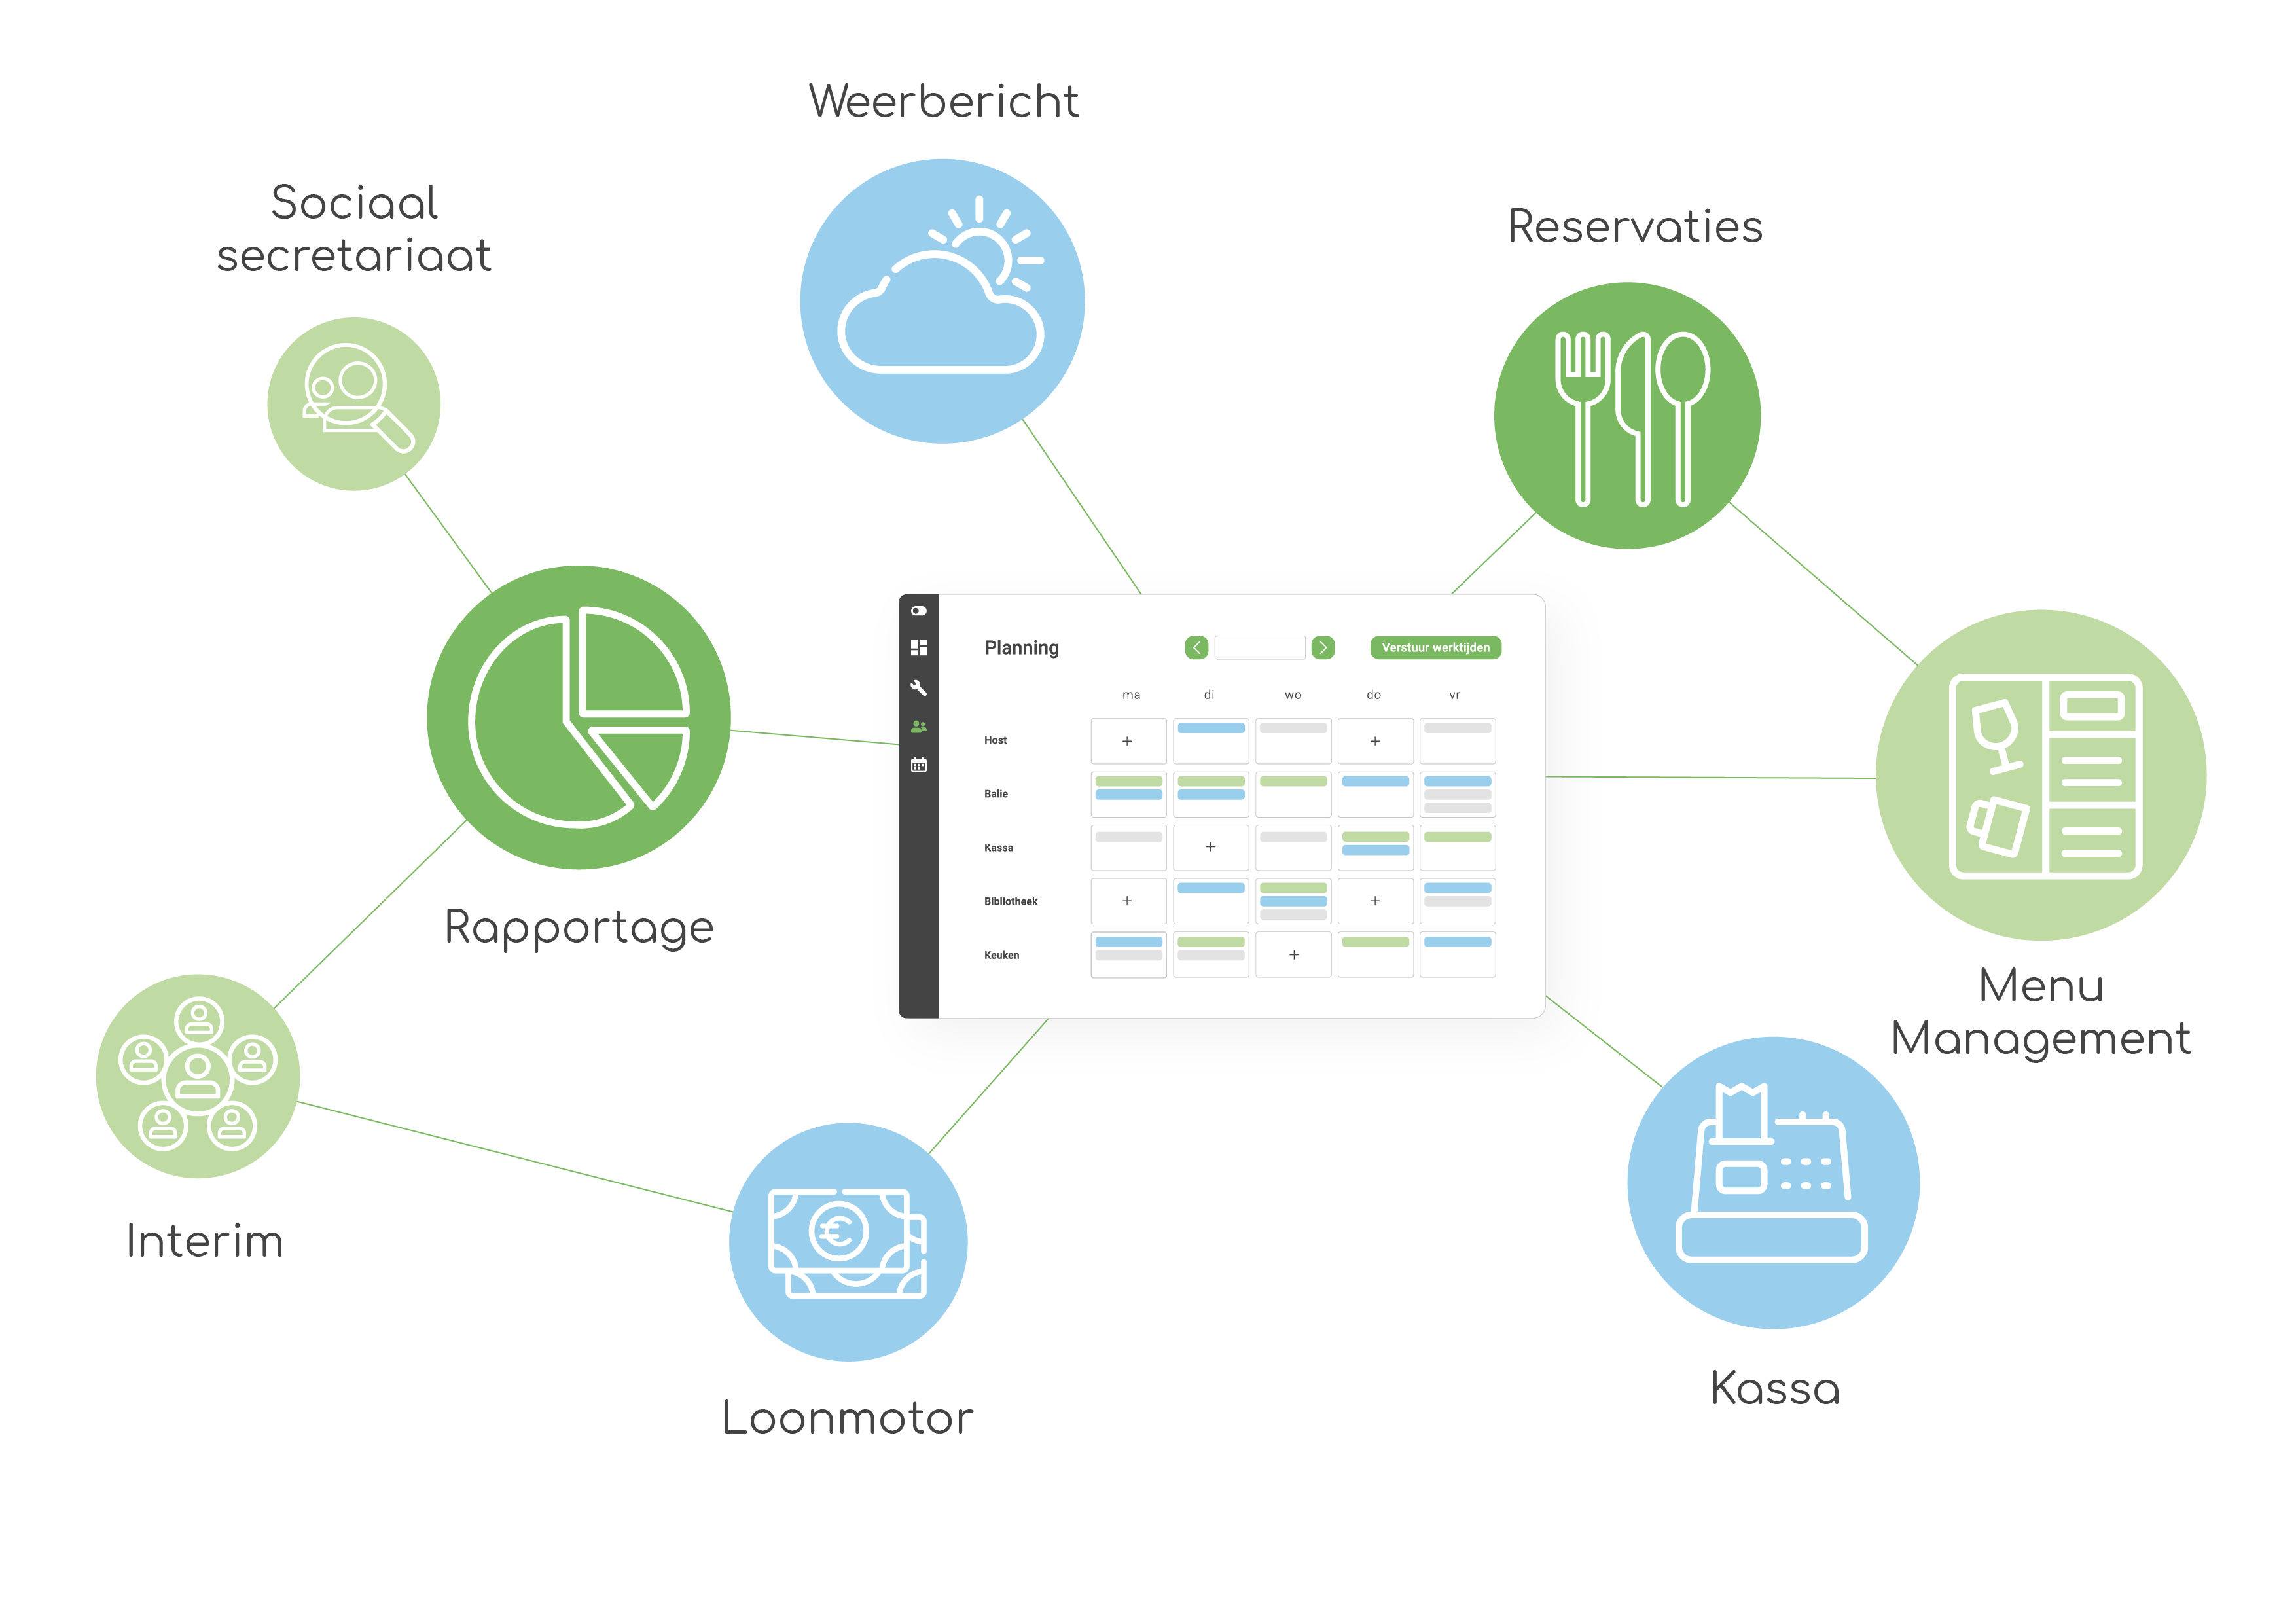 Weerbericht
Sociaal
secretariaat
Reservaties
Planning
Verstuur werktijden
ma di wo do vr
Host
+ +
Balie
Kassa
+
Bibliotheek
+ +
Keuken
+
Rapportage
Menu
Management
Interim
€
Loonmotor
Kassa